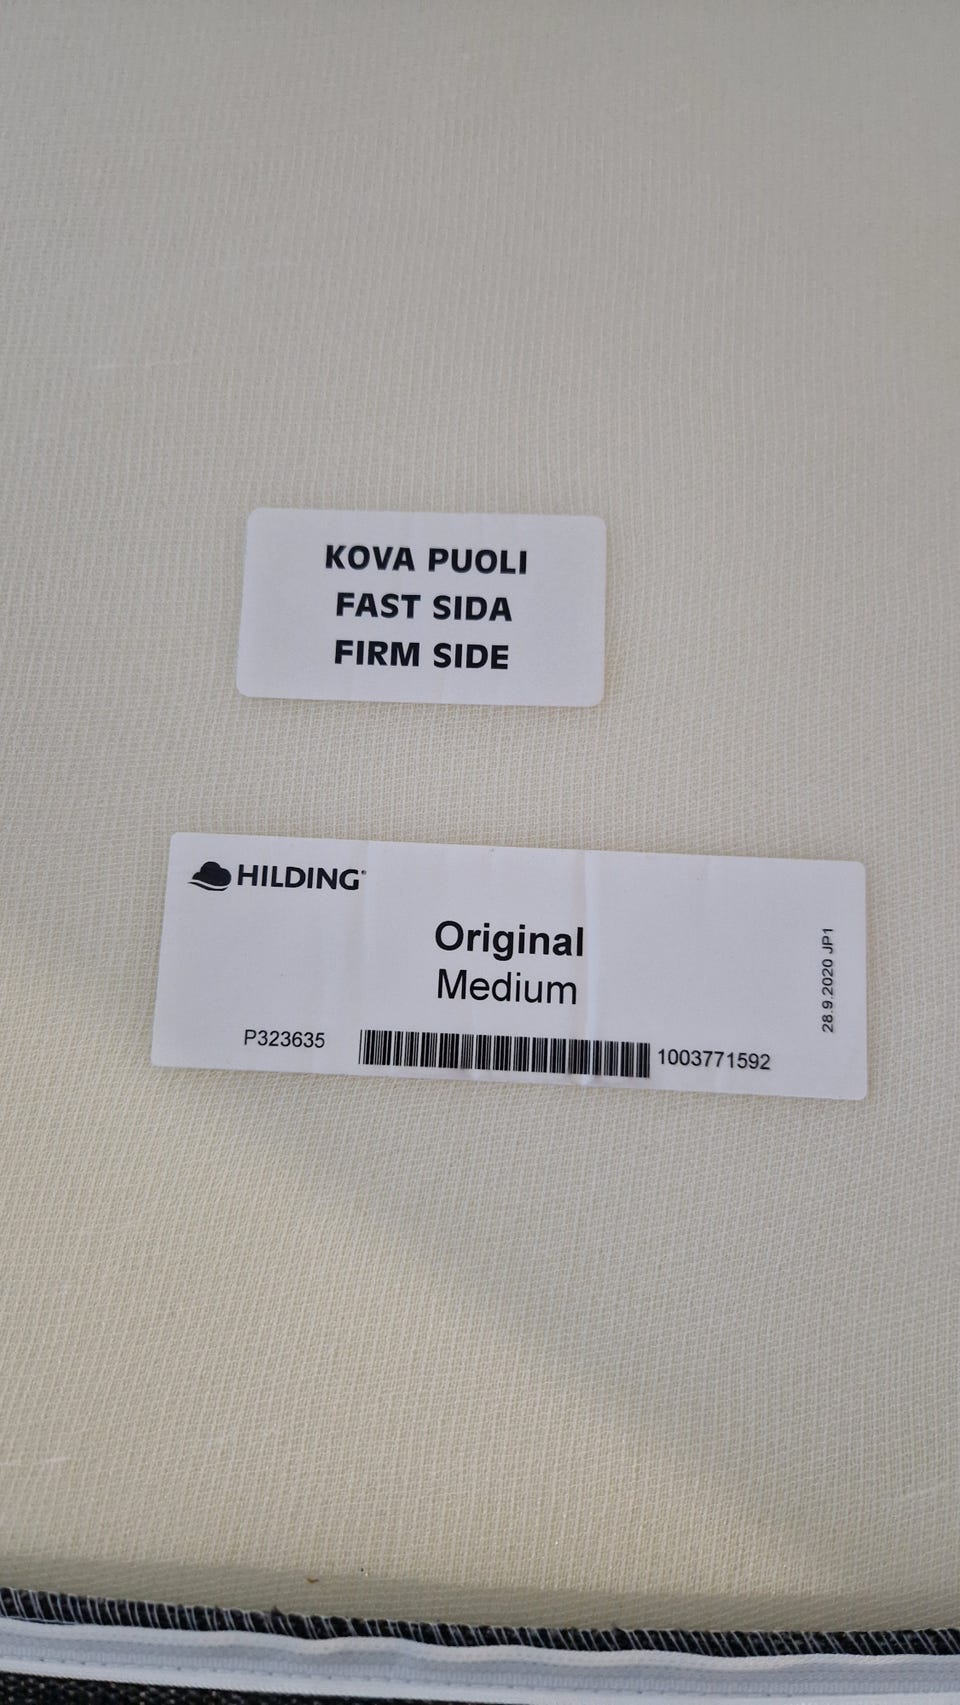 KOVA PUOLI
FAST SIDA
FIRM SIDE
HILDING®
Original
Medium
P323635
1003771592
28.9.2020 JP1